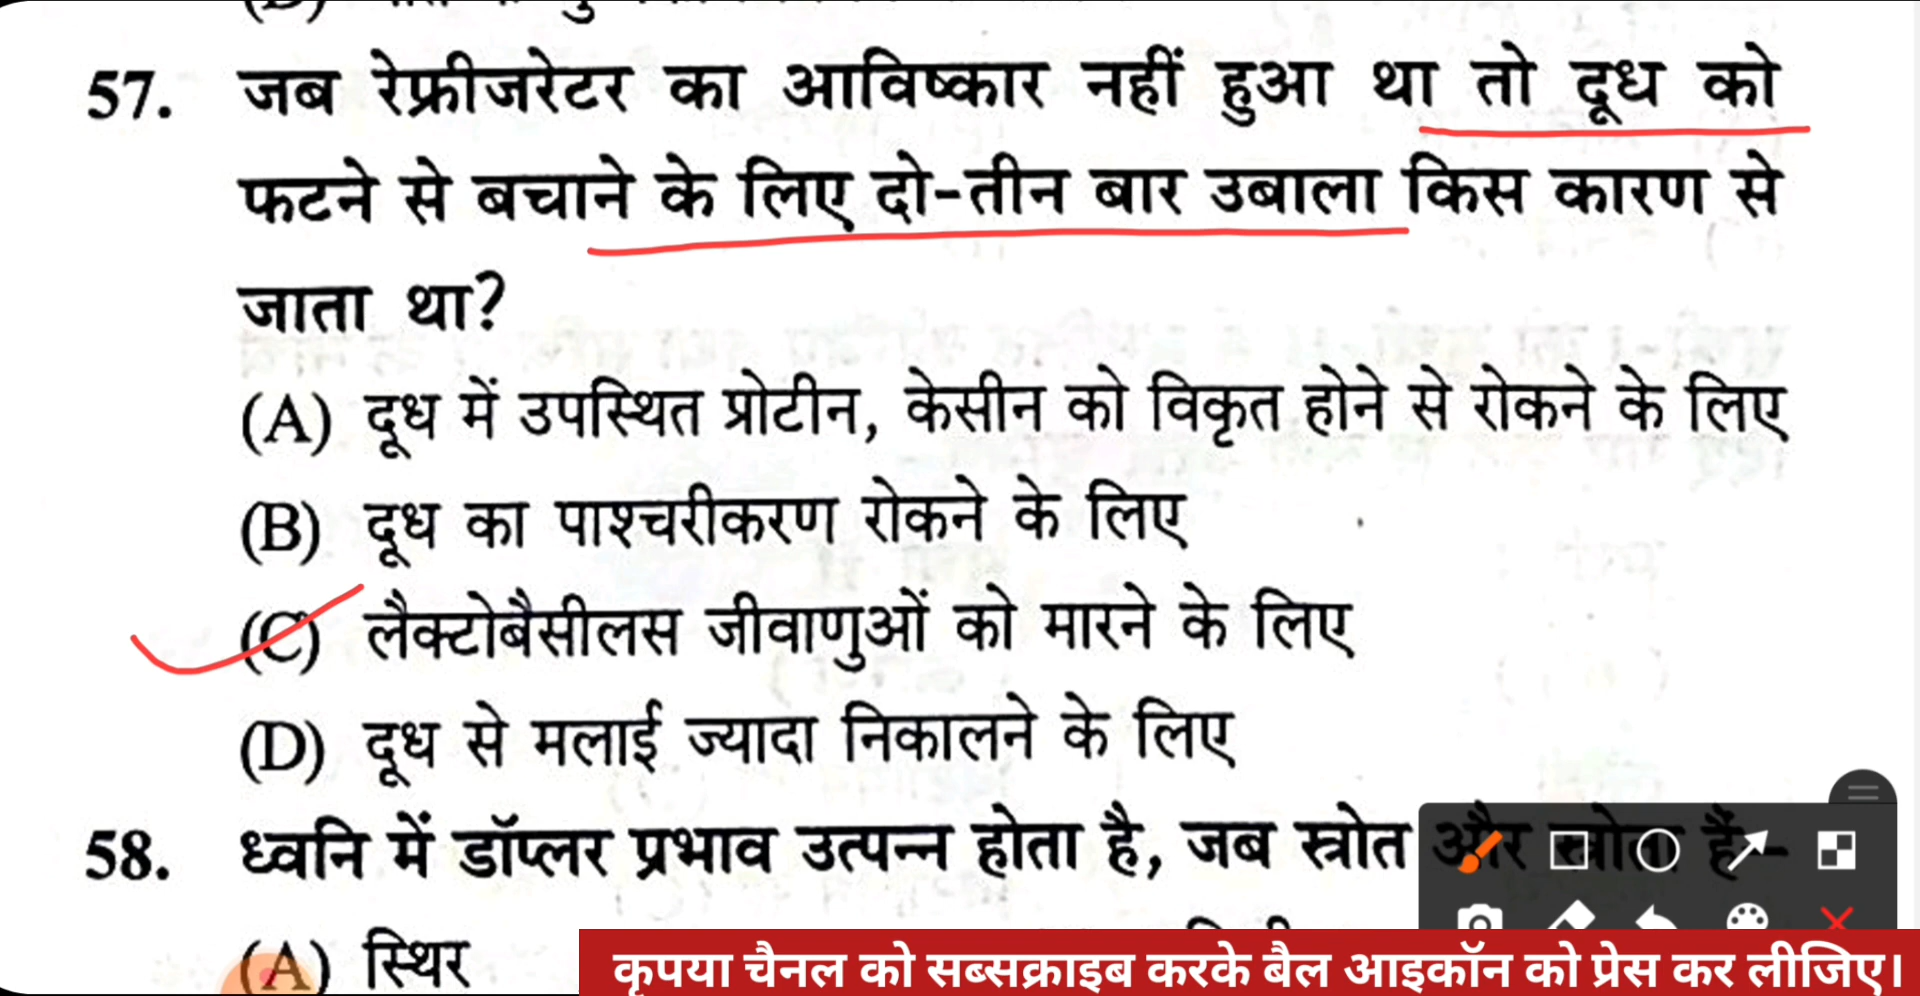 57. जब रेफ्रीजरेटर का आविष्कार नहीं हुआ था तो दूध को
फटने से बचाने के लिए दो-तीन बार उबाला किस कारण से
जाता था?
(A) दूध में उपस्थित प्रोटीन, केसीन को विकृत होने से रोकने के लिए
(B) दूध का पाश्चरीकरण रोकने के लिए
(C) लैक्टोबैसीलस जीवाणुओं को मारने के लिए
(D) दूध से मलाई ज्यादा निकालने के लिए
58. ध्वनि में डॉप्लर प्रभाव उत्पन्न होता है, जब स्रोत और स्रोता हैं–
(A) स्थिर
कृपया चैनल को सब्सक्राइब करके बैल आइकॉन को प्रेस कर लीजिए।